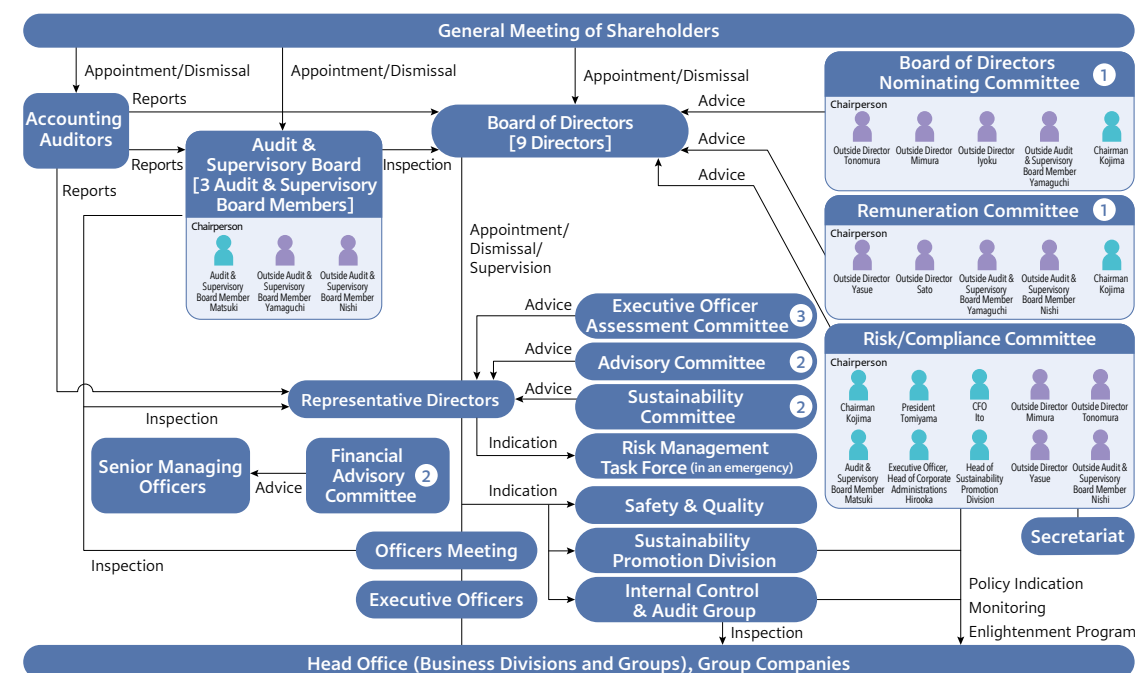 General Meeting of Shareholders
Appointment/Dismissal
Appointment/Dismissal
Appointment/Dismissal
Accounting
Auditors
Reports
Reports
Reports
Audit &
Supervisory Board
[3 Audit & Supervisory
Board Members]
Chairperson
Audit &
Supervisory
Board Member
Matsuki
Outside Audit &
Supervisory
Board Member
Yamaguchi
Outside Audit &
Supervisory
Board Member
Nishi
Inspection
Board of Directors
[9 Directors]
Advice
Advice
Advice
Board of Directors
Nominating Committee
1
Chairperson
Outside Director
Tonomura
Outside Director
Mimura
Outside Director
Iyoku
Outside Audit
& Supervisory
Board Member
Yamaguchi
Chairman
Kojima
Remuneration Committee
1
Chairperson
Outside Director
Yasue
Outside Director
Sato
Outside Audit &
Supervisory
Board Member
Yamaguchi
Outside Audit &
Supervisory
Board Member
Nishi
Chairman
Kojima
Risk/Compliance Committee
Chairperson
Chairman
Kojima
President
Tomiyama
CFO
Ito
Outside Director
Mimura
Outside Director
Tonomura
Audit &
Supervisory
Board Member
Matsuki
Executive Officer,
Head of Corporate
Administrations
Hirooka
Head of
Sustainability
Promotion
Division
Outside Director
Yasue
Outside Audit &
Supervisory
Board Member
Nishi
Secretariat
Appointment/
Dismissal/
Supervision
Advice
Executive Officer
Assessment Committee
3
Advice
Advisory Committee
2
Advice
Sustainability
Committee
2
Representative Directors
Inspection
Indication
Risk Management
Task Force (in an emergency)
Senior Managing
Officers
Advice
Financial
Advisory
Committee
2
Indication
Safety & Quality
Sustainability
Promotion Division
Internal Control
& Audit Group
Inspection
Officers Meeting
Executive Officers
Inspection
Policy Indication
Monitoring
Enlightenment Program
Head Office (Business Divisions and Groups), Group Companies